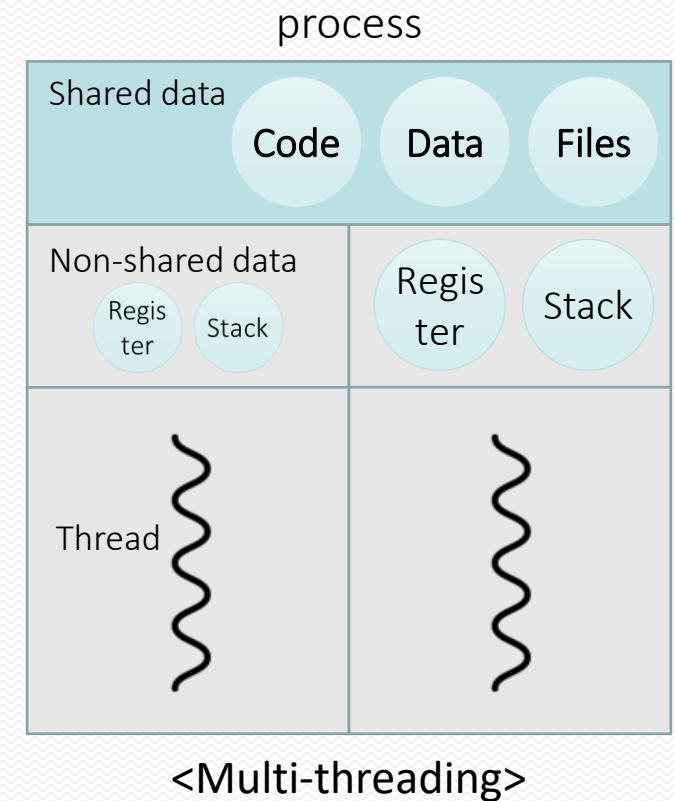 process
Shared data
Code
Data
Files
Non-shared data
Regis
ter
Stack
Regis
ter
Stack
Thread
<Multi-threading>